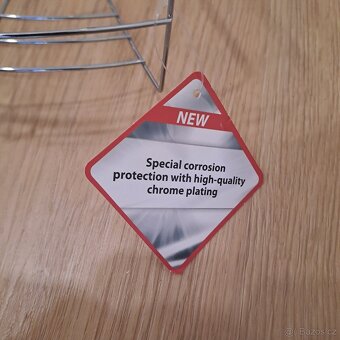 NEW
Special corrosion
protection with high-quality
chrome plating